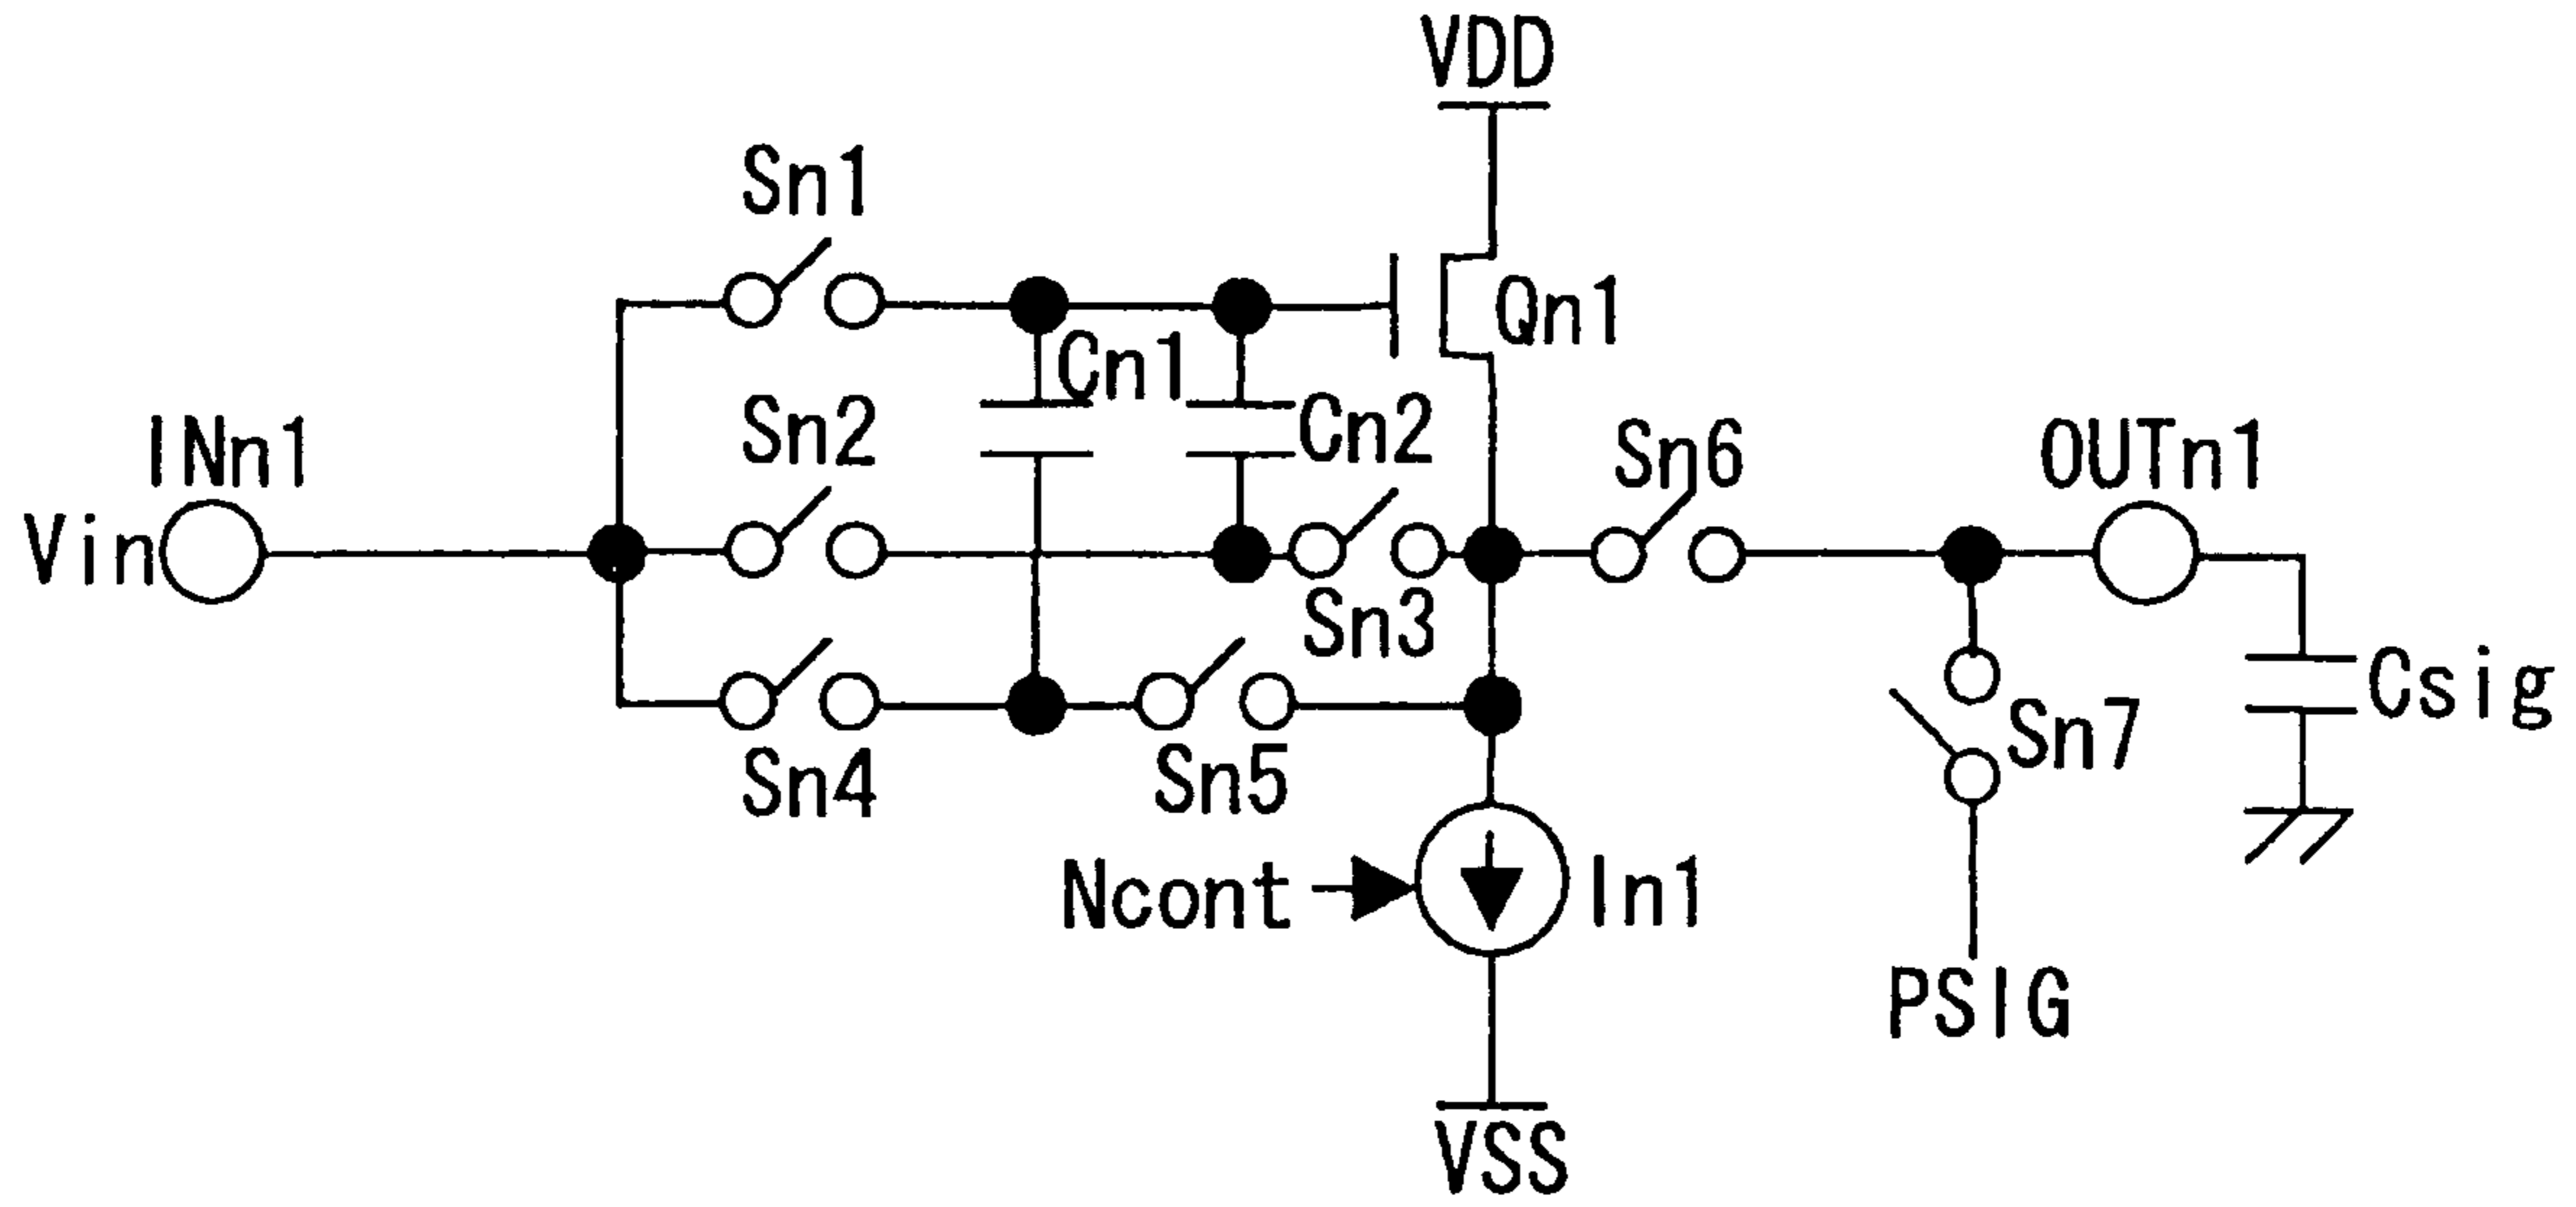 VDD
Sn1
Qn1
Cn1
INn1
Sn2
Cn2
Sn6
OUTn1
Vin
Sn3
Csig
Sn4
Sn5
Sn7
Ncont
In1
PSIG
VSS